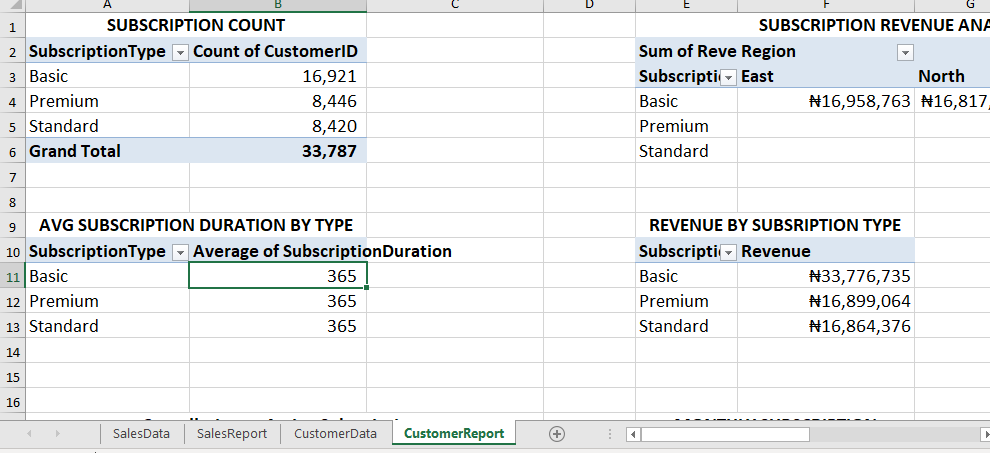 A B C D E F G
1 SUBSCRIPTION COUNT SUBSCRIPTION REVENUE ANA
2 SubscriptionType Count of CustomerID Sum of Reve Region
3 Basic 16,921 Subscripti East North
4 Premium 8,446 Basic ₦16,958,763 ₦16,817,
5 Standard 8,420 Premium
6 Grand Total 33,787 Standard
7
8
9 AVG SUBSCRIPTION DURATION BY TYPE REVENUE BY SUBSRIPTION TYPE
10 SubscriptionType Average of SubscriptionDuration Subscripti Revenue
11 Basic 365 Basic ₦33,776,735
12 Premium 365 Premium ₦16,899,064
13 Standard 365 Standard ₦16,864,376
14
15
16
SalesData SalesReport CustomerData CustomerReport